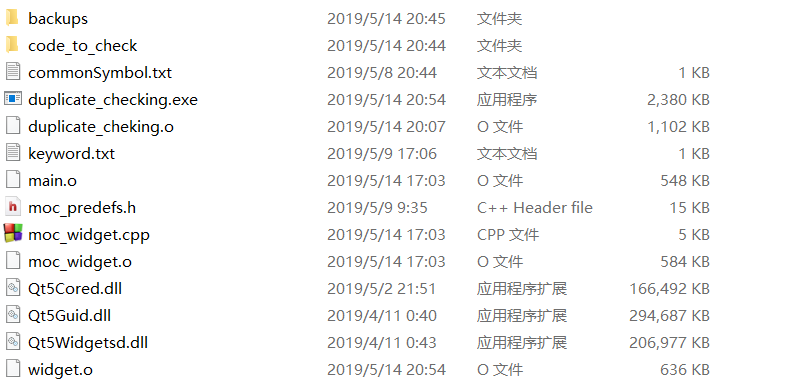 backups 2019/5/14 20:45 文件夹
code_to_check 2019/5/14 20:44 文件夹
commonSymbol.txt 2019/5/8 20:44 文本文档 1 KB
duplicate_checking.exe 2019/5/14 20:54 应用程序 2,380 KB
duplicate_cheking.o 2019/5/14 20:07 O 文件 1,102 KB
keyword.txt 2019/5/9 17:06 文本文档 1 KB
main.o 2019/5/14 17:03 O 文件 548 KB
moc_predefs.h 2019/5/9 9:35 C++ Header file 15 KB
moc_widget.cpp 2019/5/14 17:03 CPP 文件 5 KB
moc_widget.o 2019/5/14 17:03 O 文件 584 KB
Qt5Cored.dll 2019/5/2 21:51 应用程序扩展 166,492 KB
Qt5Guid.dll 2019/4/11 0:40 应用程序扩展 294,687 KB
Qt5Widgetsd.dll 2019/4/11 0:43 应用程序扩展 206,977 KB
widget.o 2019/5/14 20:54 O 文件 636 KB